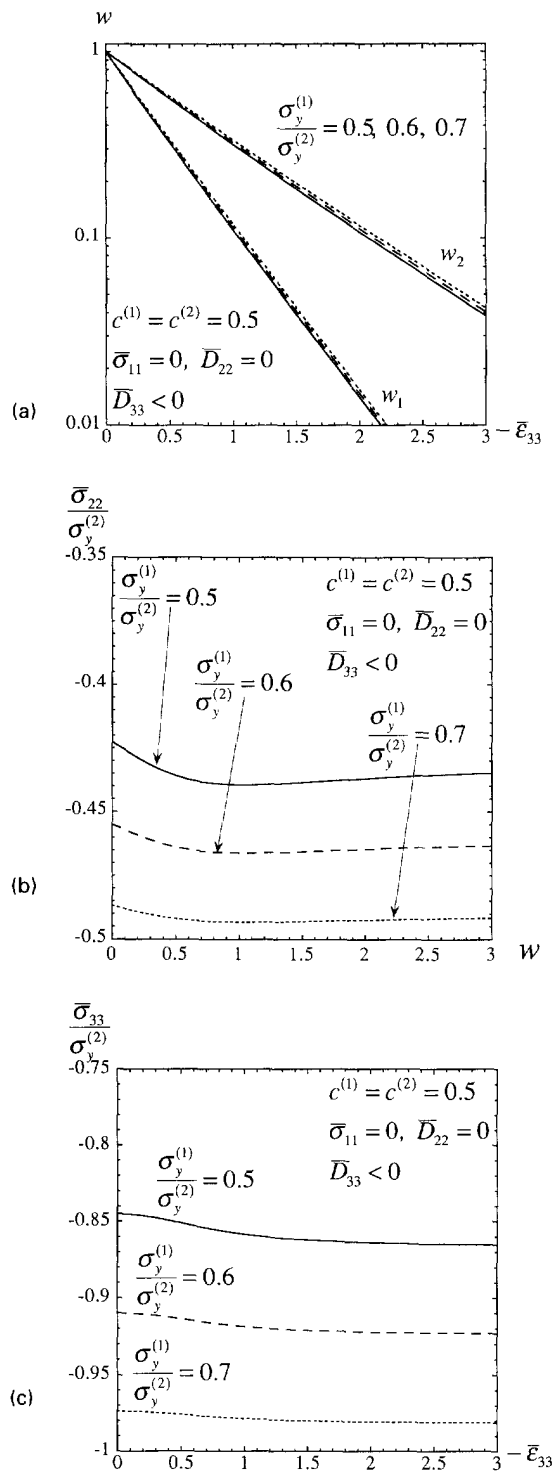 w
1
σ_y^(1) / σ_y^(2) = 0.5, 0.6, 0.7
0.1
w_2
c^(1) = c^(2) = 0.5
σ̄_11 = 0, D̄_22 = 0
D̄_33 < 0
w_1
(a)
0.01
0 0.5 1 1.5 2 2.5 3 − ε̄_33
σ̄_22 / σ_y^(2)
-0.35
σ_y^(1) / σ_y^(2) = 0.5
c^(1) = c^(2) = 0.5
σ̄_11 = 0, D̄_22 = 0
D̄_33 < 0
-0.4
σ_y^(1) / σ_y^(2) = 0.6
σ_y^(1) / σ_y^(2) = 0.7
-0.45
(b)
-0.5
0 0.5 1 1.5 2 2.5 3 w
σ̄_33 / σ_y^(2)
-0.75
c^(1) = c^(2) = 0.5
σ̄_11 = 0, D̄_22 = 0
D̄_33 < 0
-0.8
σ_y^(1) / σ_y^(2) = 0.5
-0.85
σ_y^(1) / σ_y^(2) = 0.6
-0.9
σ_y^(1) / σ_y^(2) = 0.7
-0.95
(c)
-1
0 0.5 1 1.5 2 2.5 3 − ε̄_33